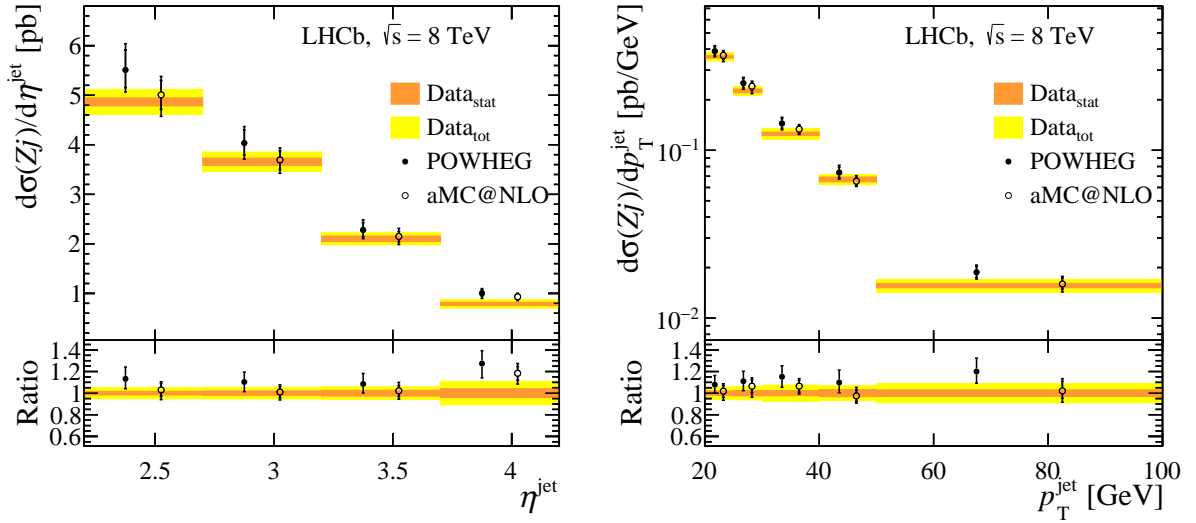 dσ(Zj)/dη^jet [pb]
LHCb, √s = 8 TeV
Data_stat
Data_tot
POWHEG
aMC@NLO
6
5
4
3
2
1
Ratio
1.4
1.2
1
0.8
0.6
2.5 3 3.5 4
η^jet
dσ(Zj)/dp_T^jet [pb/GeV]
LHCb, √s = 8 TeV
Data_stat
Data_tot
POWHEG
aMC@NLO
10^−1
10^−2
Ratio
1.4
1.2
1
0.8
0.6
20 40 60 80 100
p_T^jet [GeV]